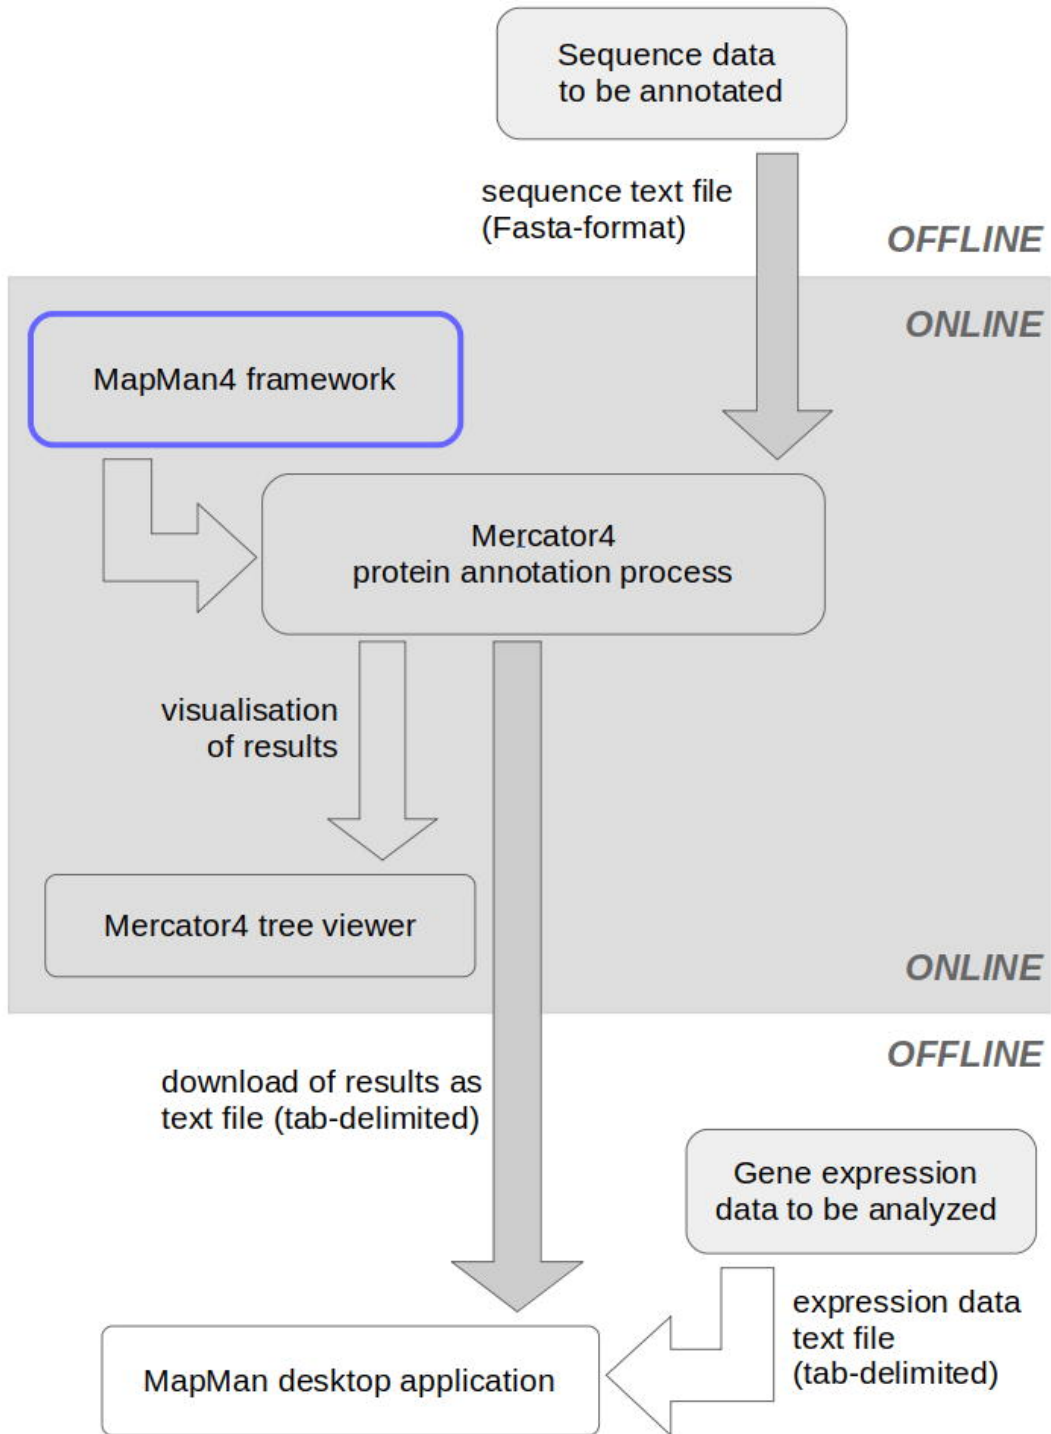 Sequence data
to be annotated
sequence text file
(Fasta-format)
OFFLINE
ONLINE
MapMan4 framework
Mercator4
protein annotation process
visualisation
of results
Mercator4 tree viewer
ONLINE
OFFLINE
download of results as
text file (tab-delimited)
Gene expression
data to be analyzed
expression data
text file
(tab-delimited)
MapMan desktop application